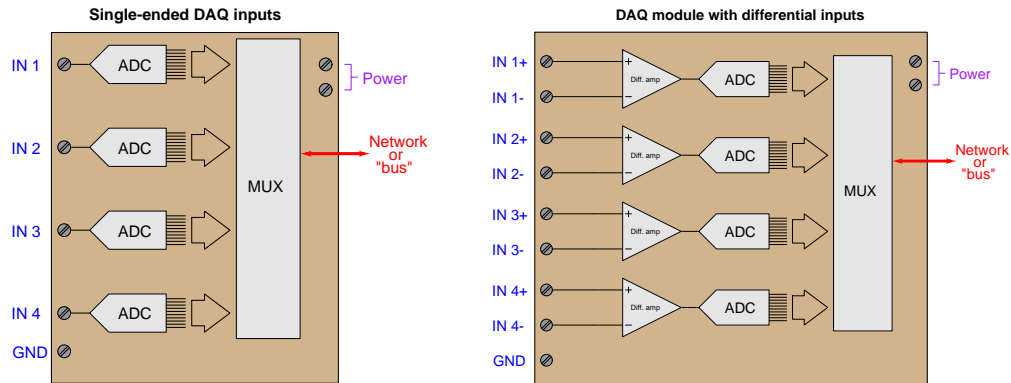 Single-ended DAQ inputs
IN 1
ADC
Power
IN 2
ADC
Network
or
"bus"
MUX
IN 3
ADC
IN 4
ADC
GND
DAQ module with differential inputs
IN 1+
+
Diff. amp
ADC
Power
IN 1-
−
IN 2+
+
Diff. amp
ADC
Network
or
"bus"
IN 2-
−
MUX
IN 3+
+
Diff. amp
ADC
IN 3-
−
IN 4+
+
Diff. amp
ADC
IN 4-
−
GND